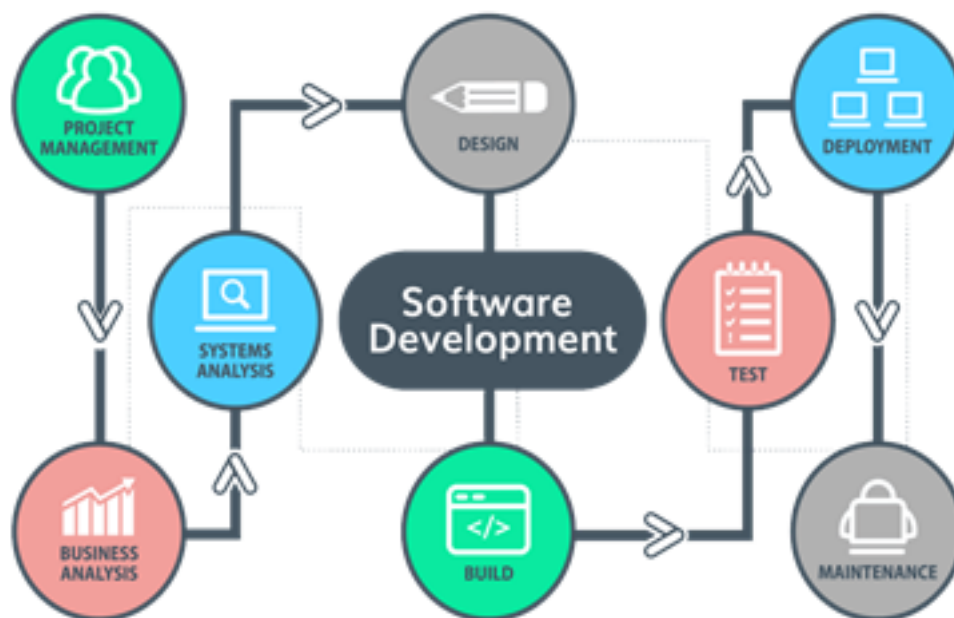 PROJECT
MANAGEMENT
BUSINESS
ANALYSIS
SYSTEMS
ANALYSIS
DESIGN
Software
Development
BUILD
</>
TEST
DEPLOYMENT
MAINTENANCE